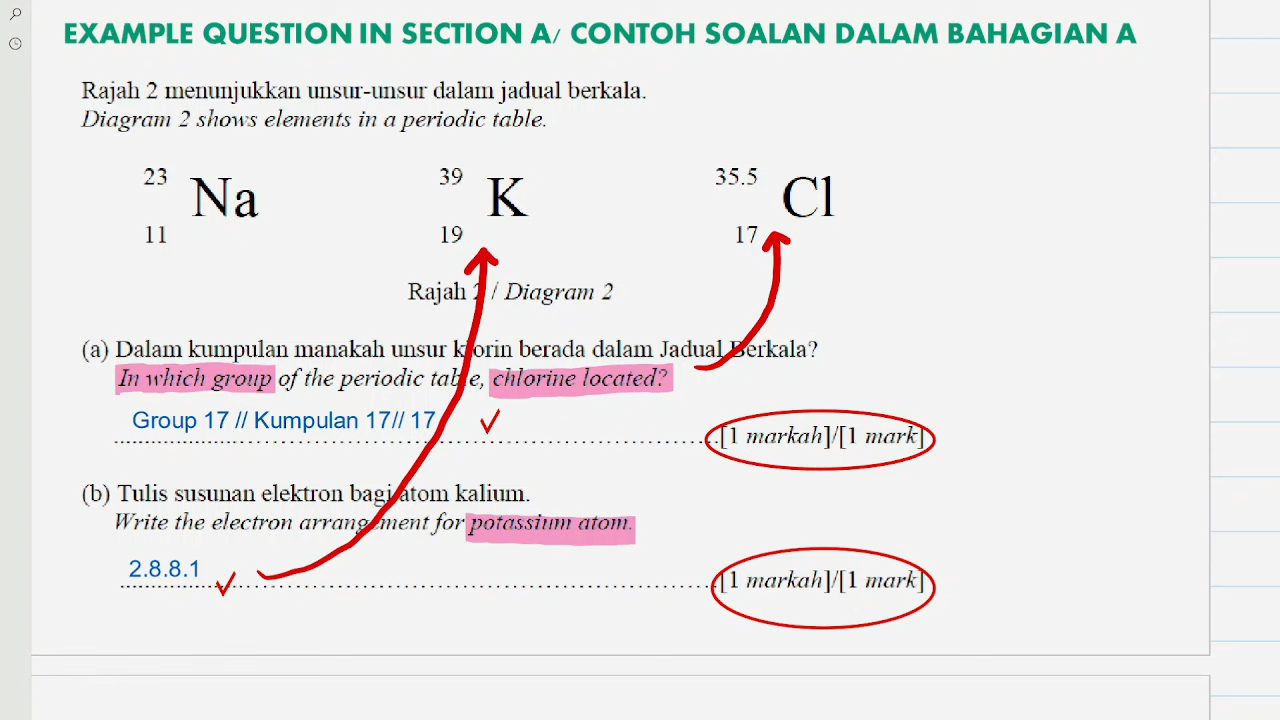 EXAMPLE QUESTION IN SECTION A/ CONTOH SOALAN DALAM BAHAGIAN A
Rajah 2 menunjukkan unsur-unsur dalam jadual berkala.
Diagram 2 shows elements in a periodic table.
23 39 35.5
Na K Cl
11 19 17
Rajah 2 / Diagram 2
(a) Dalam kumpulan manakah unsur klorin berada dalam Jadual Berkala?
In which group of the periodic table, chlorine located?
Group 17 // Kumpulan 17// 17
[1 markah]/[1 mark]
(b) Tulis susunan elektron bagi atom kalium.
Write the electron arrangement for potassium atom.
2.8.8.1
[1 markah]/[1 mark]